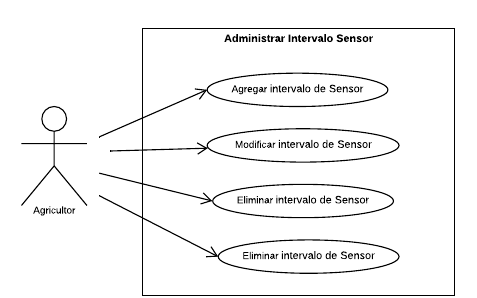 Administrar Intervalo Sensor
Agregar intervalo de Sensor
Modificar intervalo de Sensor
Eliminar intervalo de Sensor
Eliminar intervalo de Sensor
Agricultor